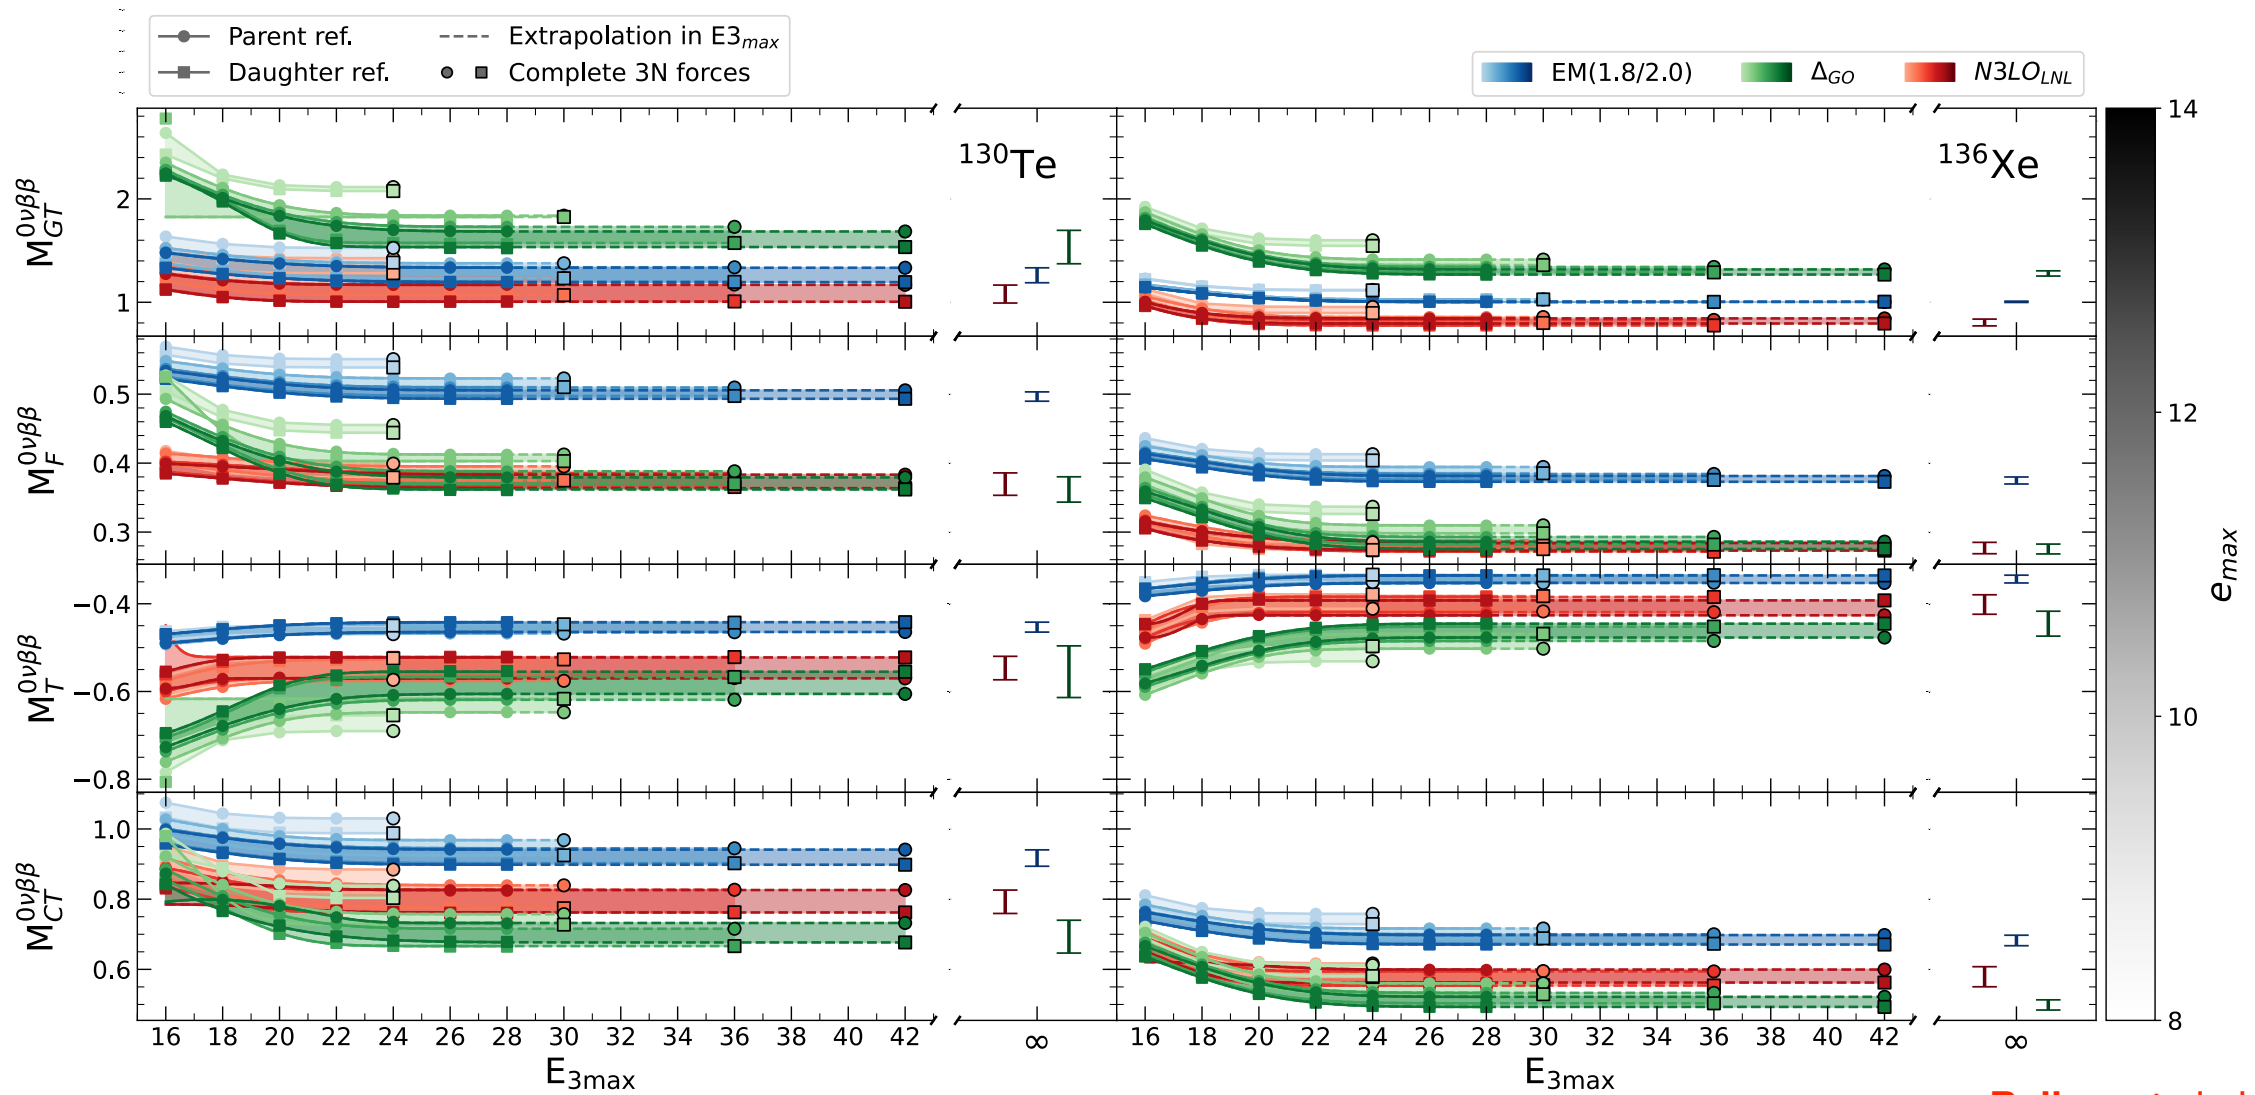 Parent ref.
Extrapolation in E3max
Daughter ref.
Complete 3N forces
EM(1.8/2.0)
ΔGO
N3LOLNL
130Te
136Xe
M0νββGT
2
1
M0νββF
0.5
0.4
0.3
M0νββT
−0.4
−0.6
−0.8
M0νββCT
1.0
0.8
0.6
16 18 20 22 24 26 28 30 32 34 36 38 40 42
∞
16 18 20 22 24 26 28 30 32 34 36 38 40 42
∞
E3max
E3max
14
12
10
8
emax